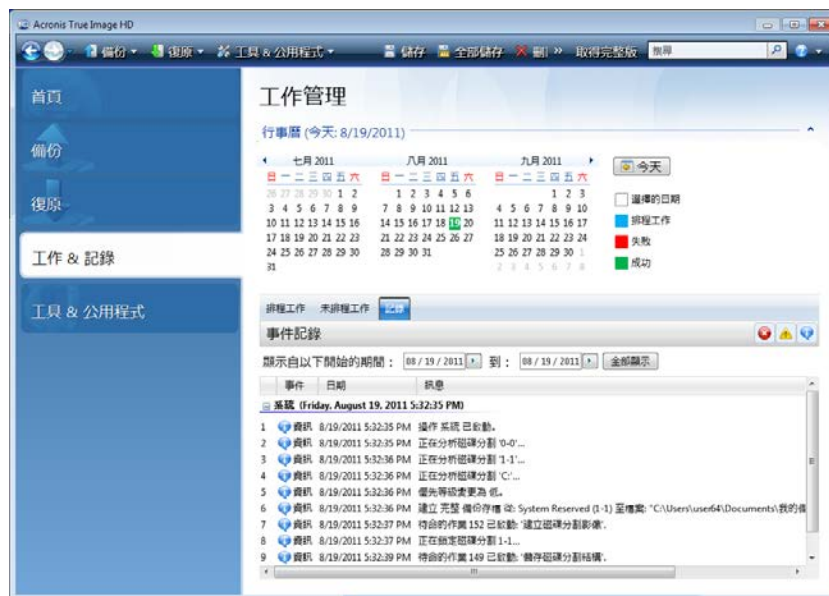 Acronis True Image HD
備份 復原 工具 & 公用程式 儲存 全部儲存 刪 » 取得完整版 搜尋
首頁
備份
復原
工作 & 記錄
工具 & 公用程式
工作管理
行事曆 (今天: 8/19/2011)
七月 2011 八月 2011 九月 2011 今天
日 一 二 三 四 五 六 日 一 二 三 四 五 六 日 一 二 三 四 五 六
26 27 28 29 30 1 2 1 2 3 4 5 6 1 2 3 選擇的日期
3 4 5 6 7 8 9 7 8 9 10 11 12 13 4 5 6 7 8 9 10 排程工作
10 11 12 13 14 15 16 14 15 16 17 18 19 20 11 12 13 14 15 16 17
17 18 19 20 21 22 23 21 22 23 24 25 26 27 18 19 20 21 22 23 24 失敗
24 25 26 27 28 29 30 28 29 30 31 25 26 27 28 29 30 1 成功
31 2 3 4 5 6 7 8
排程工作 未排程工作 記錄
事件記錄
顯示自以下開始的期間: 08 / 19 / 2011 到: 08 / 19 / 2011 全部顯示
事件 日期 訊息
系統 (Friday, August 19, 2011 5:32:35 PM)
1 資訊 8/19/2011 5:32:35 PM 操作 系統 已啟動。
2 資訊 8/19/2011 5:32:35 PM 正在分析磁碟分割 '0-0'...
3 資訊 8/19/2011 5:32:36 PM 正在分析磁碟分割 '1-1'...
4 資訊 8/19/2011 5:32:36 PM 正在分析磁碟分割 'C:'...
5 資訊 8/19/2011 5:32:36 PM 優先等級變更為 低。
6 資訊 8/19/2011 5:32:36 PM 建立 完整 備份存檔 從: System Reserved (1-1) 至檔案: "C:\Users\user64\Documents\我的備
7 資訊 8/19/2011 5:32:37 PM 待命的作業 152 已啟動: '建立磁碟分割影像'.
8 資訊 8/19/2011 5:32:37 PM 正在鎖定磁碟分割 1-1...
9 資訊 8/19/2011 5:32:39 PM 待命的作業 149 已啟動: '儲存磁碟分割結構'.